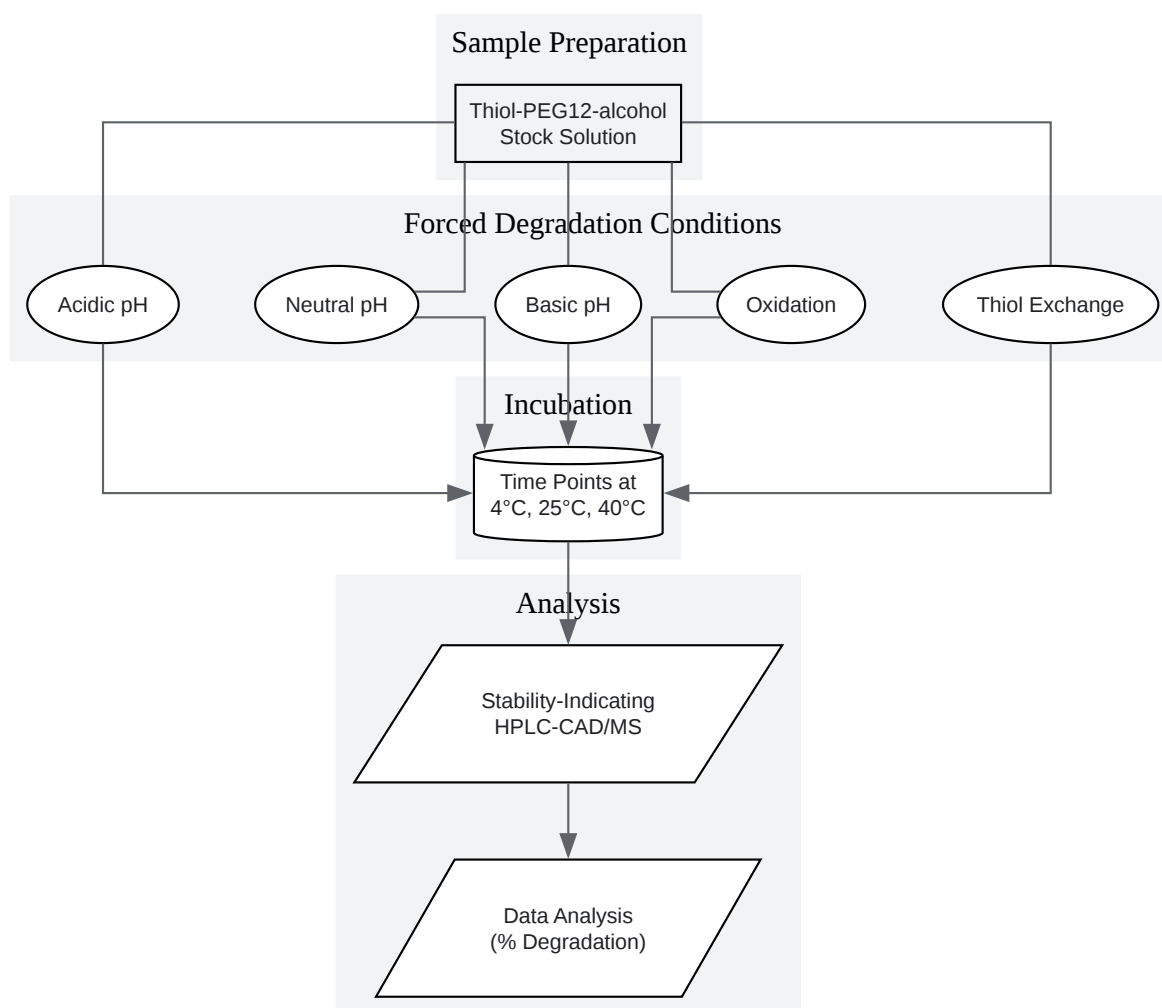 Sample Preparation
Thiol-PEG12-alcohol
Stock Solution
Forced Degradation Conditions
Acidic pH
Neutral pH
Basic pH
Oxidation
Thiol Exchange
Incubation
Time Points at
4°C, 25°C, 40°C
Analysis
Stability-Indicating
HPLC-CAD/MS
Data Analysis
(% Degradation)